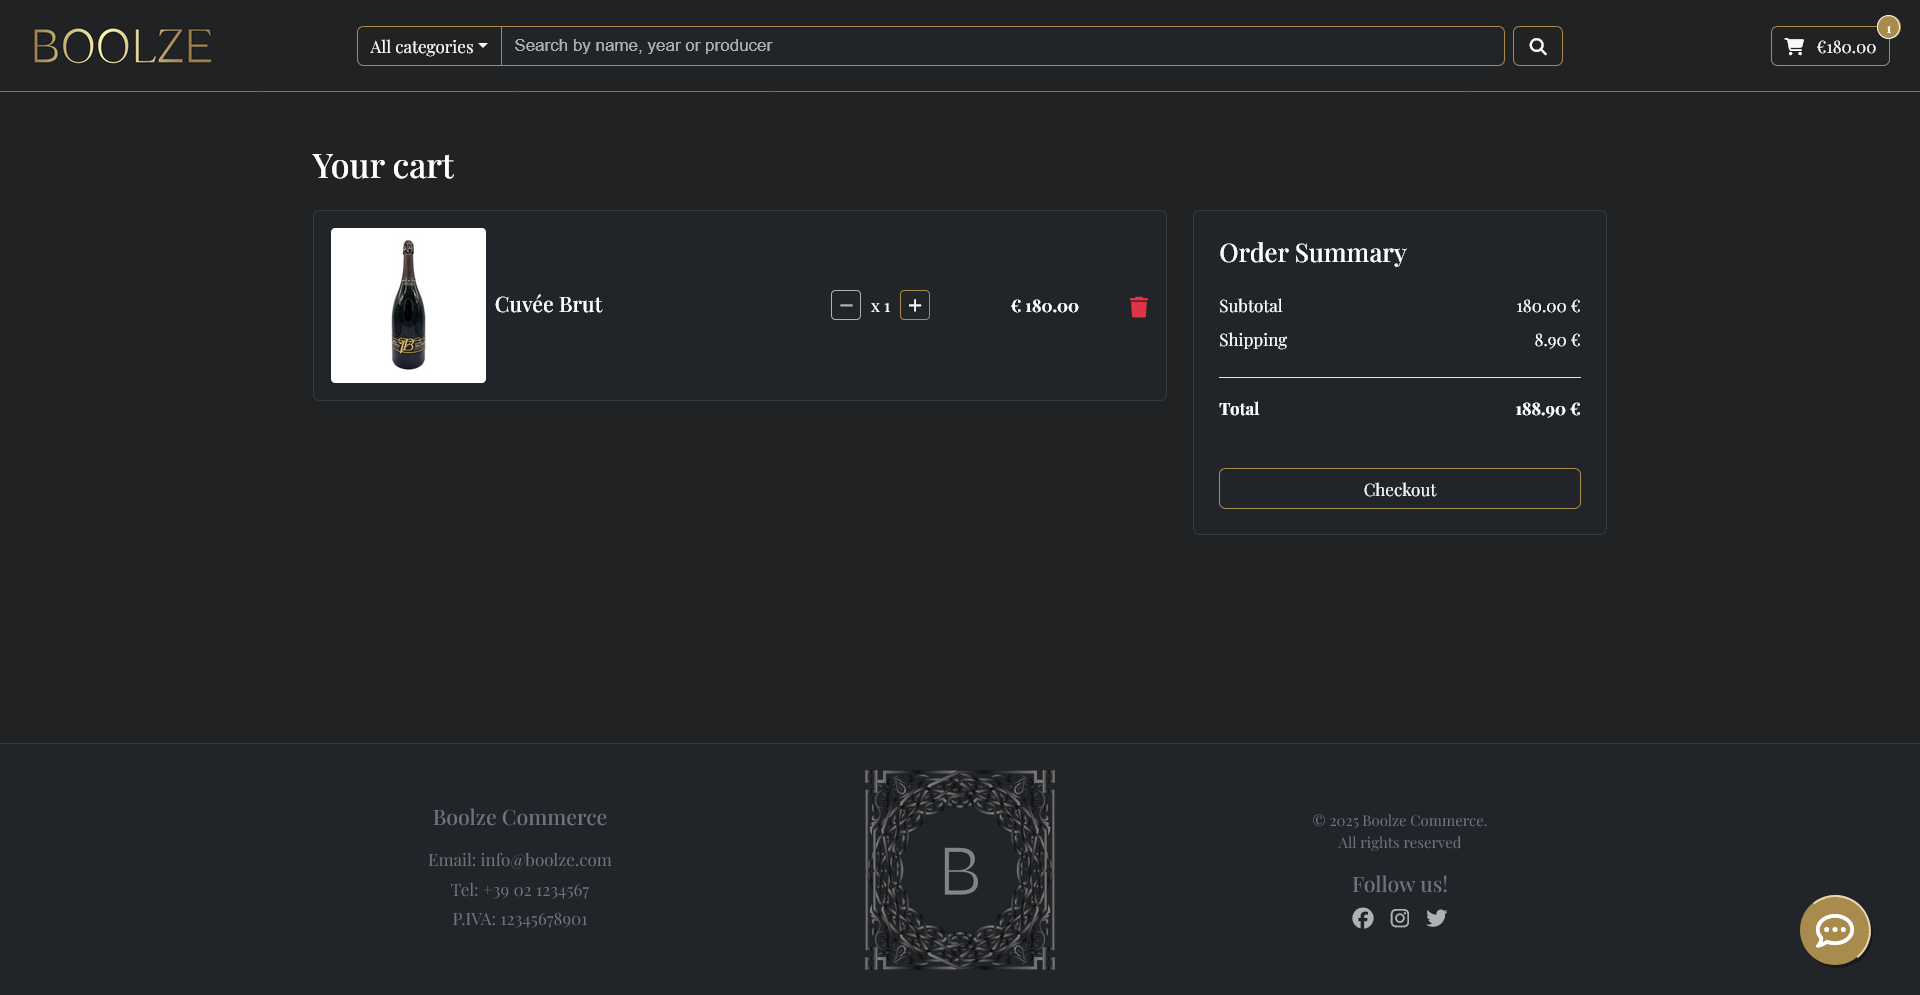 BOOLZE
All categories
Search by name, year or producer
1
€180.00
Your cart
Cuvée Brut
x 1
€ 180.00
B
Order Summary
Subtotal 180.00 €
Shipping 8.90 €
Total 188.90 €
Checkout
Boolze Commerce
Email: info@boolze.com
Tel: +39 02 1234567
P.IVA: 12345678901
B
© 2025 Boolze Commerce.
All rights reserved
Follow us!